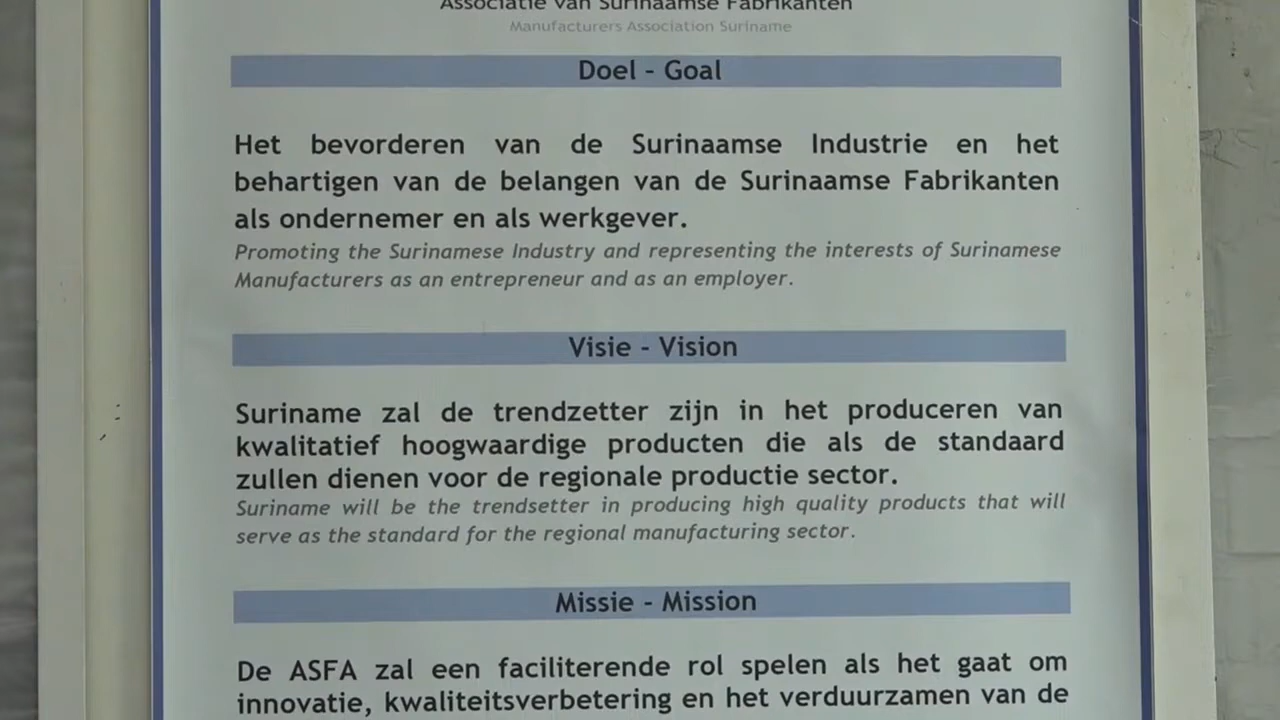 Associatie van Surinaamse Fabrikanten
Manufacturers Association Suriname
Doel - Goal
Het bevorderen van de Surinaamse Industrie en het
behartigen van de belangen van de Surinaamse Fabrikanten
als ondernemer en als werkgever.
Promoting the Surinamese Industry and representing the interests of Surinamese
Manufacturers as an entrepreneur and as an employer.
Visie - Vision
Suriname zal de trendzetter zijn in het produceren van
kwalitatief hoogwaardige producten die als de standaard
zullen dienen voor de regionale productie sector.
Suriname will be the trendsetter in producing high quality products that will
serve as the standard for the regional manufacturing sector.
Missie - Mission
De ASFA zal een faciliterende rol spelen als het gaat om
innovatie, kwaliteitsverbetering en het verduurzamen van de